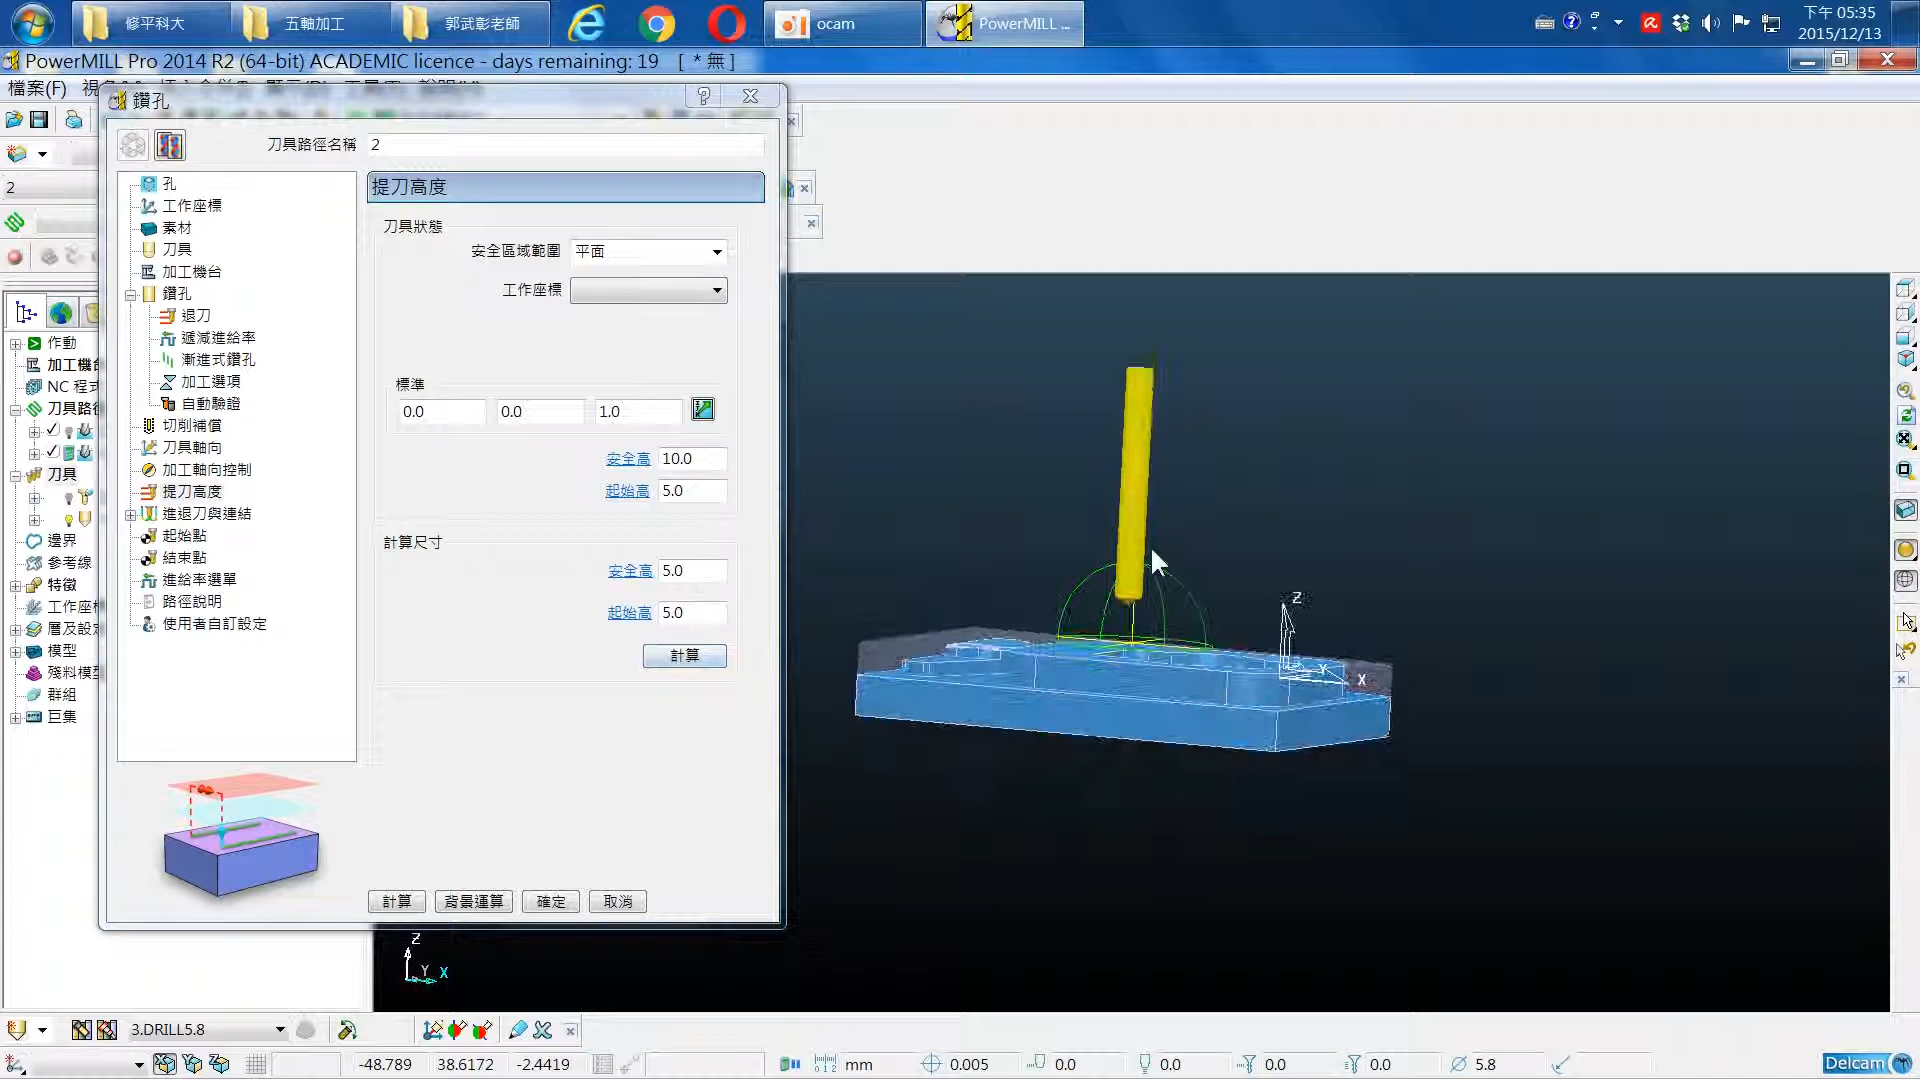 修平科大
五軸加工
郭武彰老師
ocam
PowerMILL ...
下午 05:35
2015/12/13
PowerMILL Pro 2014 R2 (64-bit) ACADEMIC licence - days remaining: 19 [ * 無 ]
檔案(F)
鑽孔
刀具路徑名稱 2
2
孔
工作座標
素材
刀具
加工機台
鑽孔
退刀
遞減進給率
漸進式鑽孔
加工選項
自動驗證
切削補償
刀具軸向
加工軸向控制
提刀高度
進退刀與連結
起始點
結束點
進給率選單
路徑說明
使用者自訂設定
提刀高度
刀具狀態
安全區域範圍 平面
工作座標
標準
0.0 0.0 1.0
安全高 10.0
起始高 5.0
計算尺寸
安全高 5.0
起始高 5.0
計算
計算 背景運算 確定 取消
作動
加工機台
NC 程式
刀具路徑
刀具
邊界
參考線
特徵
工作座標
層及設定
模型
殘料模型
群組
巨集
Z
Y
X
Z
Y X
3.DRILL5.8
-48.789 38.6172 -2.4419 mm 0.005 0.0 0.0 0.0 0.0 5.8
Delcam